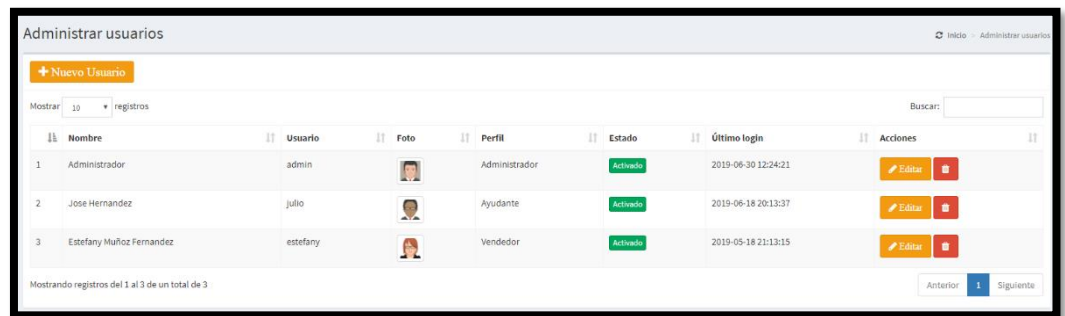 Administrar usuarios Inicio > Administrar usuarios
Nuevo Usuario
Mostrar 10 registros Buscar:
Nombre Usuario Foto Perfil Estado Último login Acciones
1 Administrador admin Administrador Activado 2019-06-30 12:24:21 Editar
2 Jose Hernandez julio Ayudante Activado 2019-06-18 20:13:37 Editar
3 Estefany Muñoz Fernandez estefany Vendedor Activado 2019-05-18 21:13:15 Editar
Mostrando registros del 1 al 3 de un total de 3 Anterior 1 Siguiente